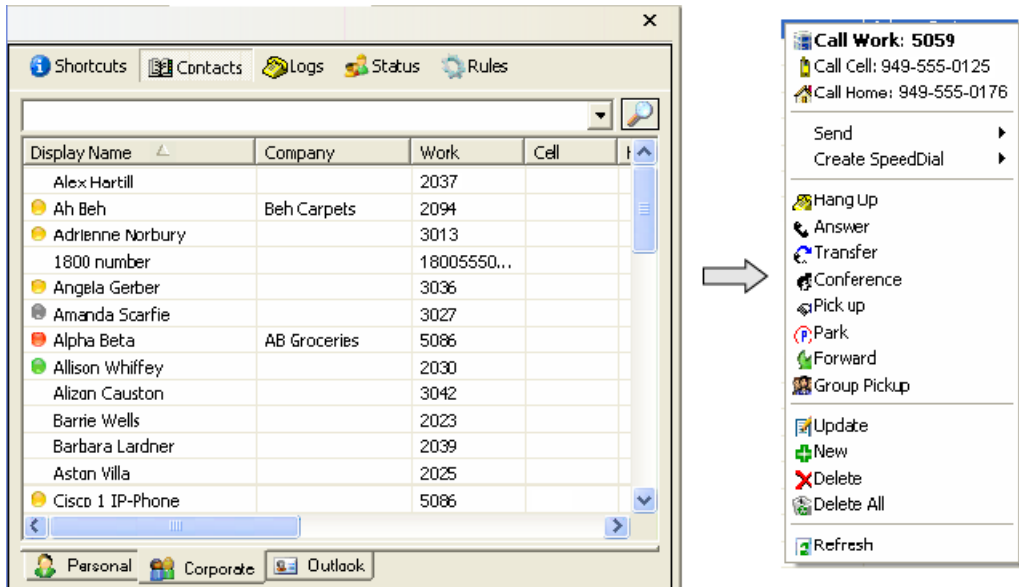 Shortcuts Contacts Logs Status Rules
Display Name Company Work Cell
Alex Hartill 2037
Ah Beh Beh Carpets 2094
Adrienne Norbury 3013
1800 number 18005550...
Angela Gerber 3036
Amanda Scarfie 3027
Alpha Beta AB Groceries 5086
Allison Whiffey 2030
Alizon Causton 3042
Barrie Wells 2023
Barbara Lardner 2039
Aston Villa 2025
Cisco 1 IP-Phone 5086
Personal Corporate Outlook
Call Work: 5059
Call Cell: 949-555-0125
Call Home: 949-555-0176
Send
Create SpeedDial
Hang Up
Answer
Transfer
Conference
Pick up
Park
Forward
Group Pickup
Update
New
Delete
Delete All
Refresh